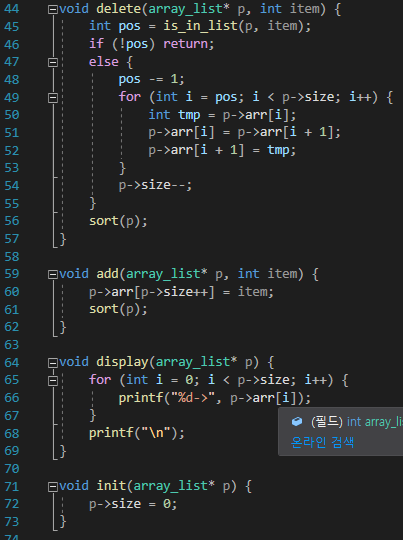 44 void delete(array_list* p, int item) {
45 int pos = is_in_list(p, item);
46 if (!pos) return;
47 else {
48 pos -= 1;
49 for (int i = pos; i < p->size; i++) {
50 int tmp = p->arr[i];
51 p->arr[i] = p->arr[i + 1];
52 p->arr[i + 1] = tmp;
53 }
54 p->size--;
55 }
56 sort(p);
57 }
58
59 void add(array_list* p, int item) {
60 p->arr[p->size++] = item;
61 sort(p);
62 }
63
64 void display(array_list* p) {
65 for (int i = 0; i < p->size; i++) {
66 printf("%d->", p->arr[i]);
67 }
(필드) int array_lis
68 printf("\n");
온라인 검색
69 }
70
71 void init(array_list* p) {
72 p->size = 0;
73 }
74